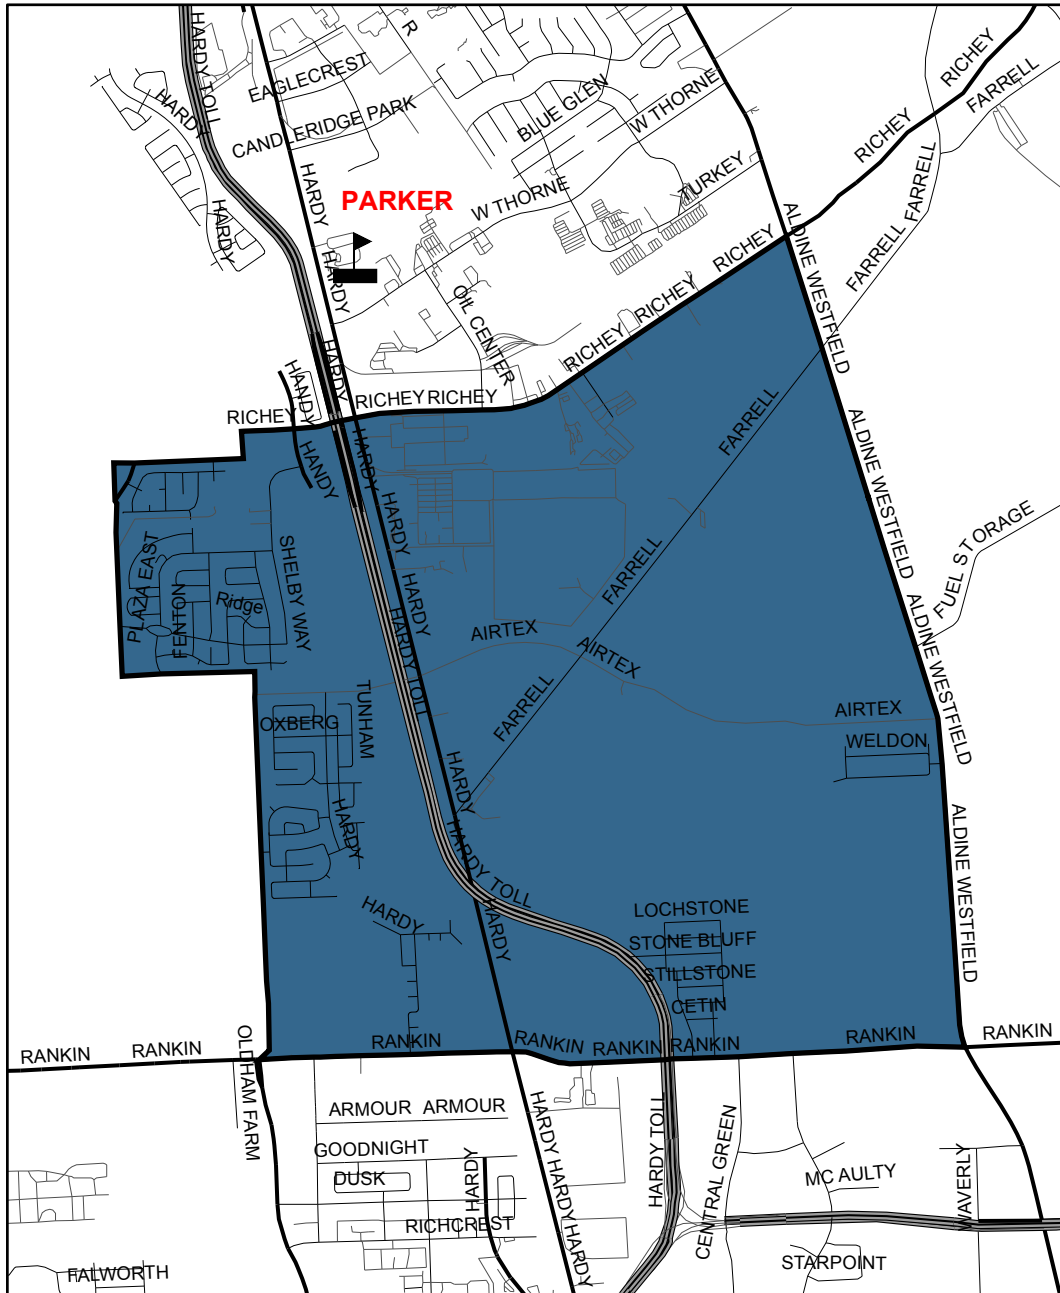 HARDY TOLL
R
EAGLECREST
HARDY
CANDLERIDGE PARK
BLUE GLEN
W THORNE
RICHEY
FARRELL
RICHEY
HARDY
PARKER
W THORNE
TURKEY
FARRELL
HARDY
ALDINE WESTFIELD
RICHEY
FARRELL
HARDY
OIL CENTER
RICHEY
HARDY
RICHEY
HANDY
RICHEY
RICHEY
RICHEY
FARRELL
ALDINE WESTFIELD
HARDY
HANDY
HARDY
FUEL STORAGE
PLAZA EAST
SHELBY WAY
FENTON
Ridge
HARDY
FARRELL
HARDY TOLL
AIRTEX
AIRTEX
ALDINE WESTFIELD
FARRELL
TUNHAM
OXBERG
AIRTEX
WELDON
HARDY
HARDY
HARDY TOLL
ALDINE WESTFIELD
HARDY
HARDY
LOCHSTONE
STONE BLUFF
STILLSTONE
CETIN
RANKIN
RANKIN
OLDHAM FARM
RANKIN
RANKIN
RANKIN
RANKIN
RANKIN
RANKIN
ARMOUR
ARMOUR
HARDY
HARDY TOLL
CENTRAL GREEN
GOODNIGHT
DUSK
HARDY
HARDY
MC AULTY
WAVERLY
RICHCREST
HARDY
STARPOINT
FALWORTH